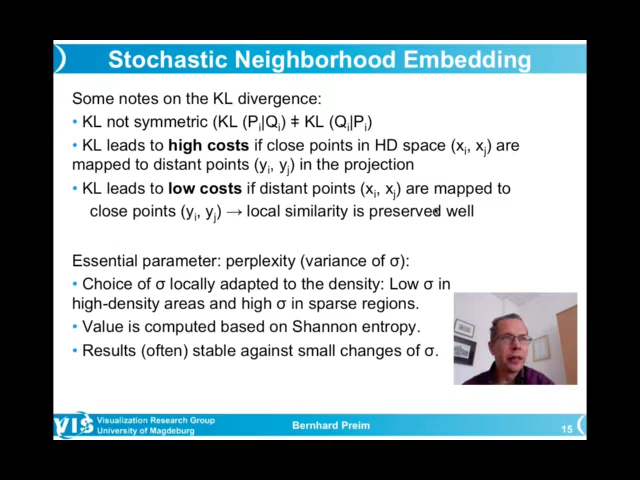 Stochastic Neighborhood Embedding
Some notes on the KL divergence:
• KL not symmetric (KL (Pi|Qi) ǂ KL (Qi|Pi)
• KL leads to high costs if close points in HD space (xi, xj) are
mapped to distant points (yi, yj) in the projection
• KL leads to low costs if distant points (xi, xj) are mapped to
close points (yi, yj) → local similarity is preserved well
Essential parameter: perplexity (variance of σ):
• Choice of σ locally adapted to the density: Low σ in
high-density areas and high σ in sparse regions.
• Value is computed based on Shannon entropy.
• Results (often) stable against small changes of σ.
VIS
Visualization Research Group
University of Magdeburg
Bernhard Preim
15